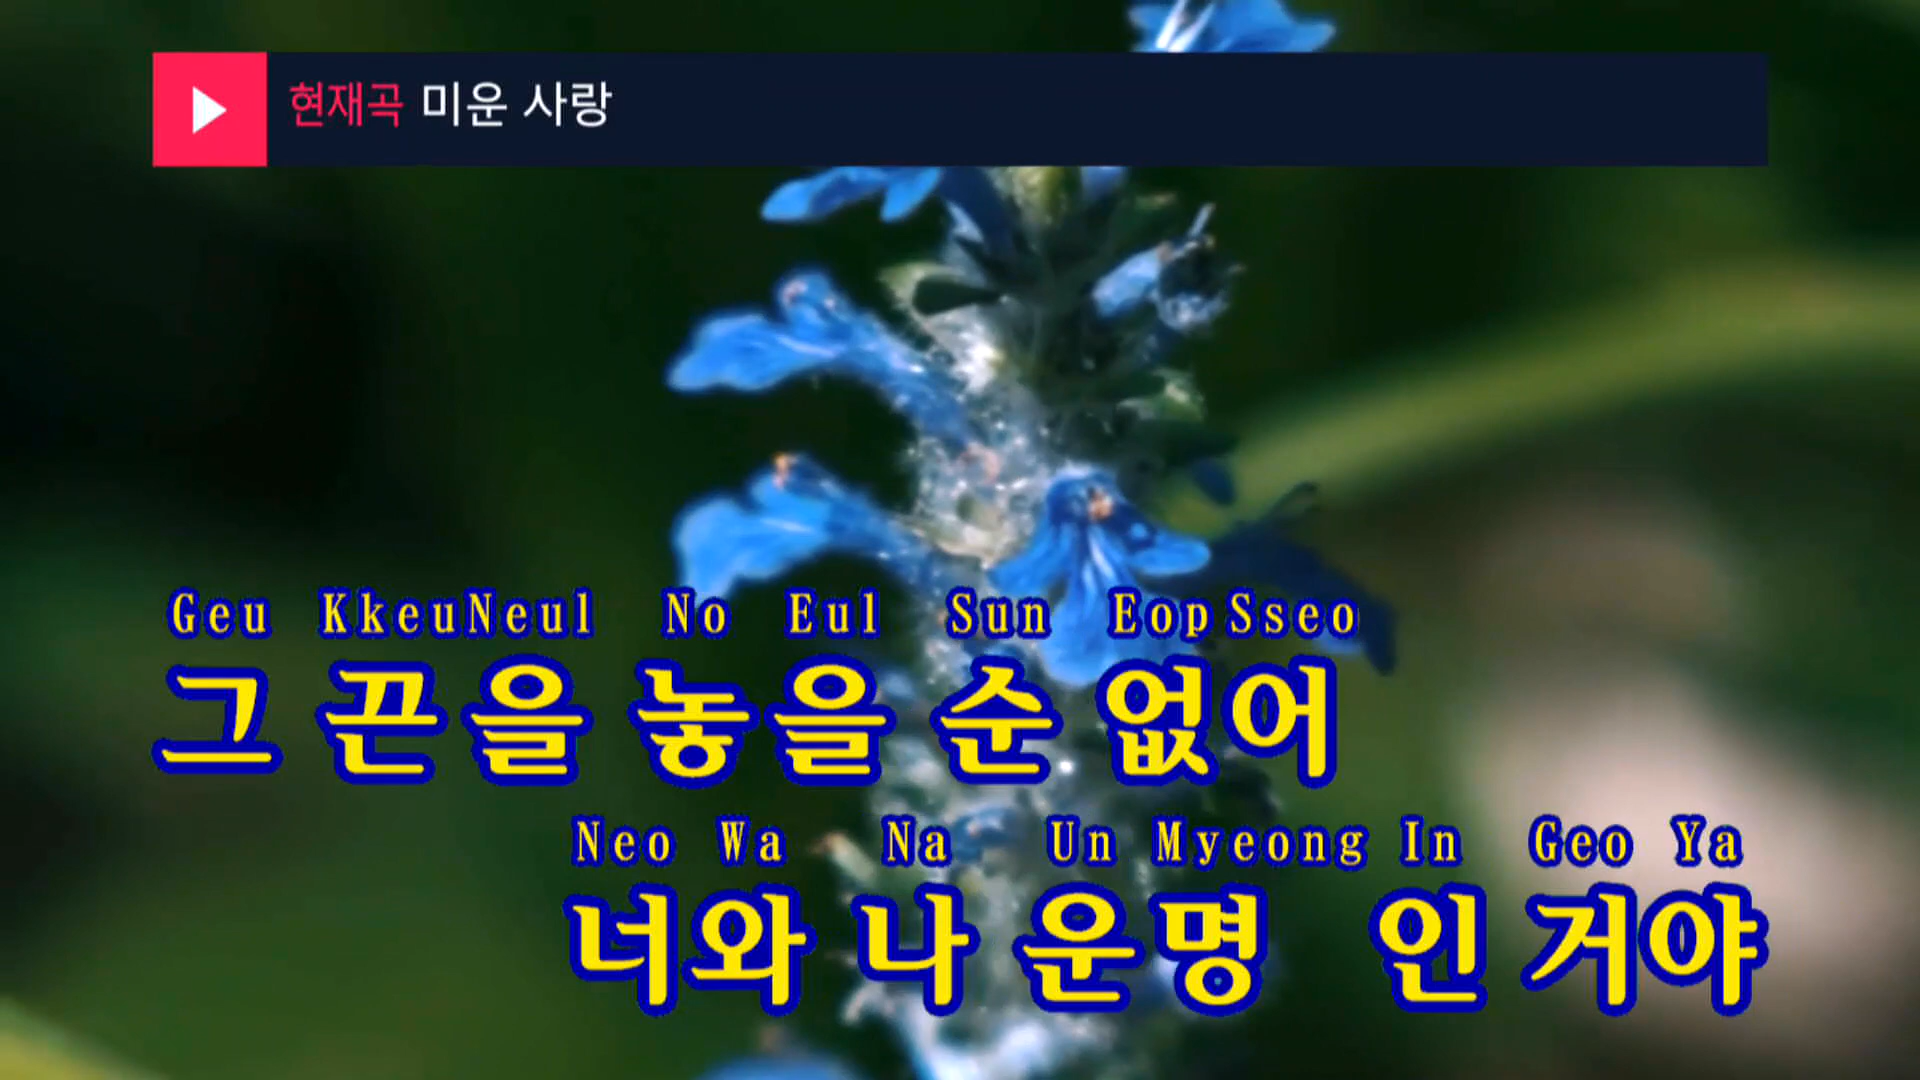 현재곡 미운 사랑
Geu KkeuNeul No Eul Sun EopSseo
그 끈을 놓을 순 없어
Neo Wa Na Un Myeong In Geo Ya
너와 나 운명 인 거야